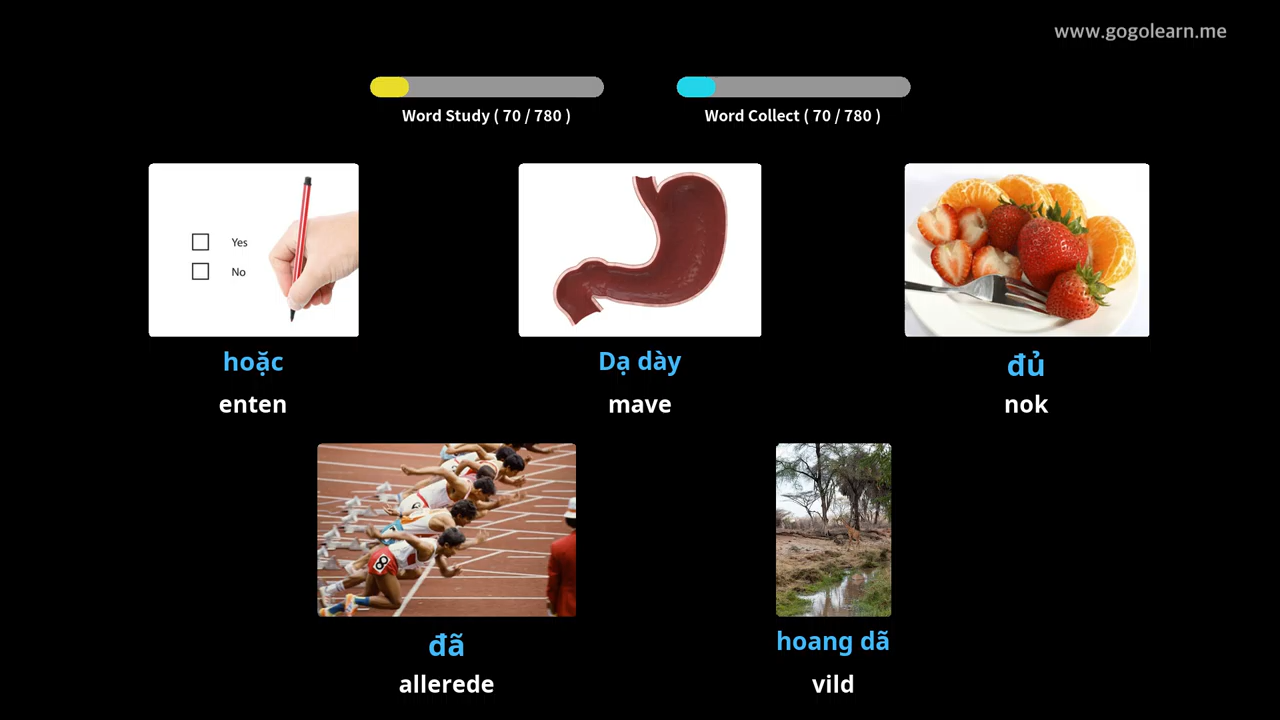 www.gogolearn.me
Word Study ( 70 / 780 )
Word Collect ( 70 / 780 )
Yes
No
hoặc
enten
Dạ dày
mave
đủ
nok
8
đã
allerede
hoang dã
vild